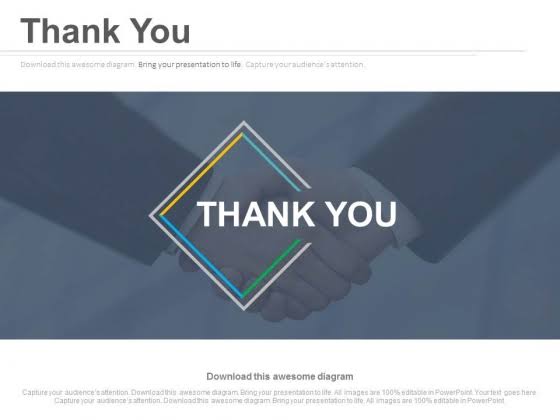 Thank You
Download this awesome diagram. Bring your presentation to life. Capture your audience's attention.
THANK YOU
Download this awesome diagram
Capture your audience's attention. Download this awesome diagram. Bring your presentation to life. All images are 100% editable in PowerPoint. Your text goes here.
Capture your audience's attention. Download this awesome diagram. Bring your presentation to life. All images are 100% editable in PowerPoint.